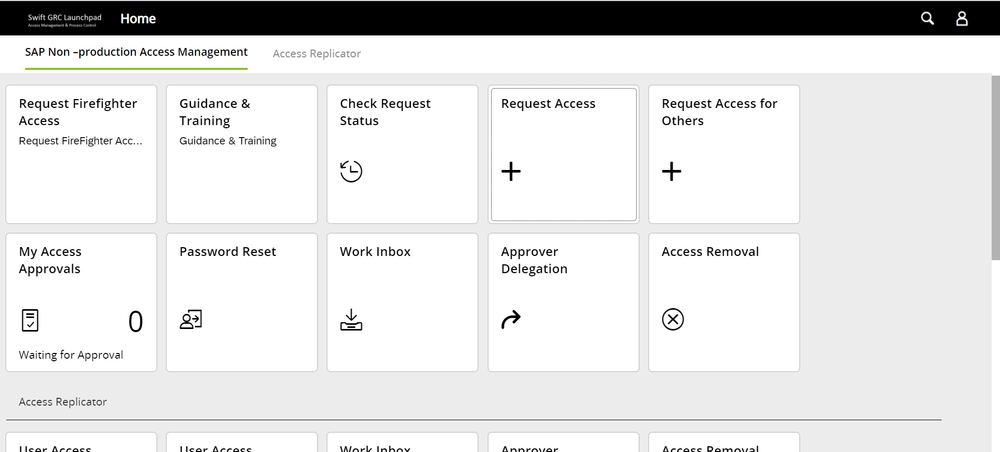 Swift GRC Launchpad
Access Management & Process Control
Home
SAP Non –production Access Management
Access Replicator
Request Firefighter
Access
Request FireFighter Acc...
Guidance &
Training
Guidance & Training
Check Request
Status
Request Access
Request Access for
Others
My Access
Approvals
0
Waiting for Approval
Password Reset
Work Inbox
Approver
Delegation
Access Removal
Access Replicator
User Access
User Access
Work Inbox
Approver
Access Removal